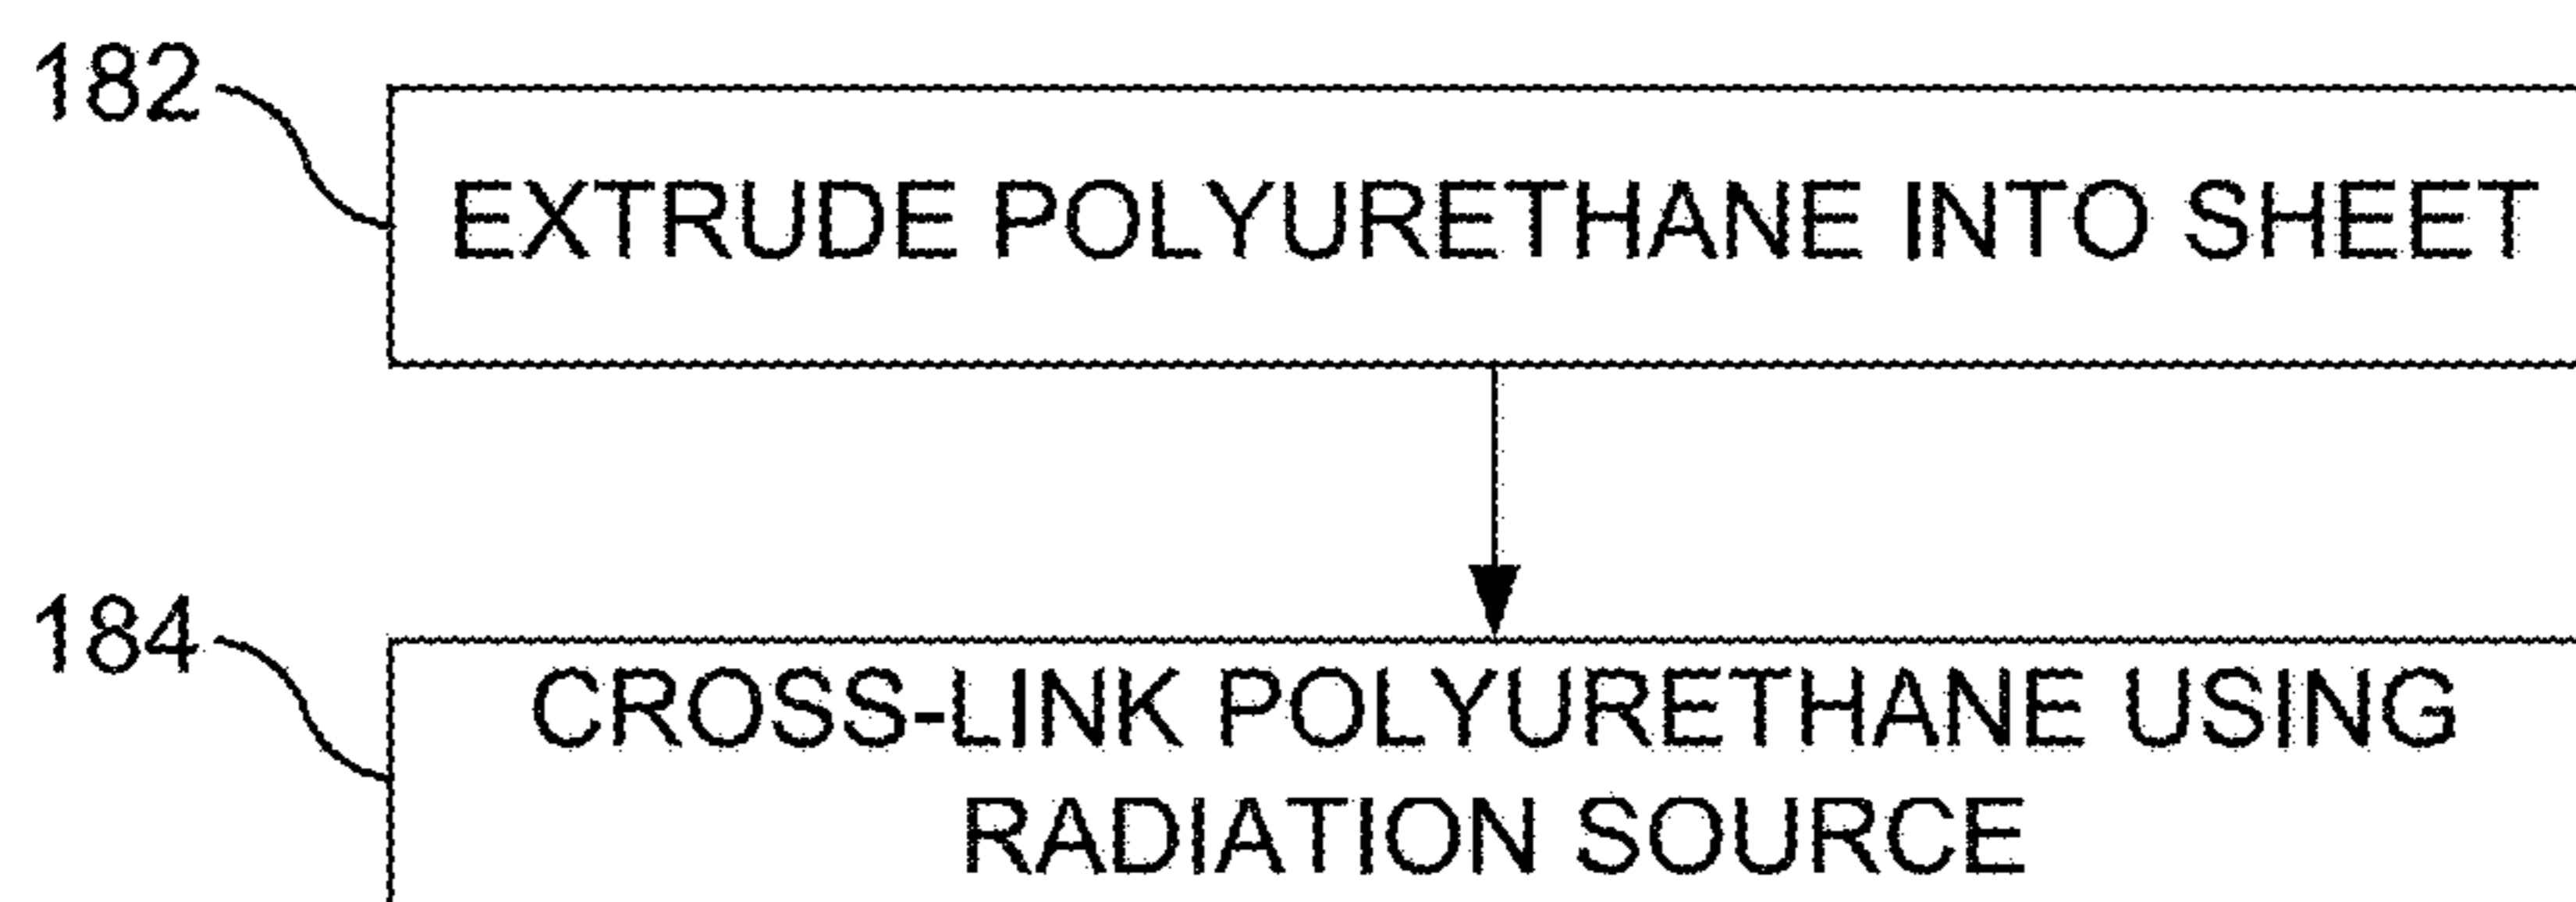 182
EXTRUDE POLYURETHANE INTO SHEET
184
CROSS-LINK POLYURETHANE USING
RADIATION SOURCE